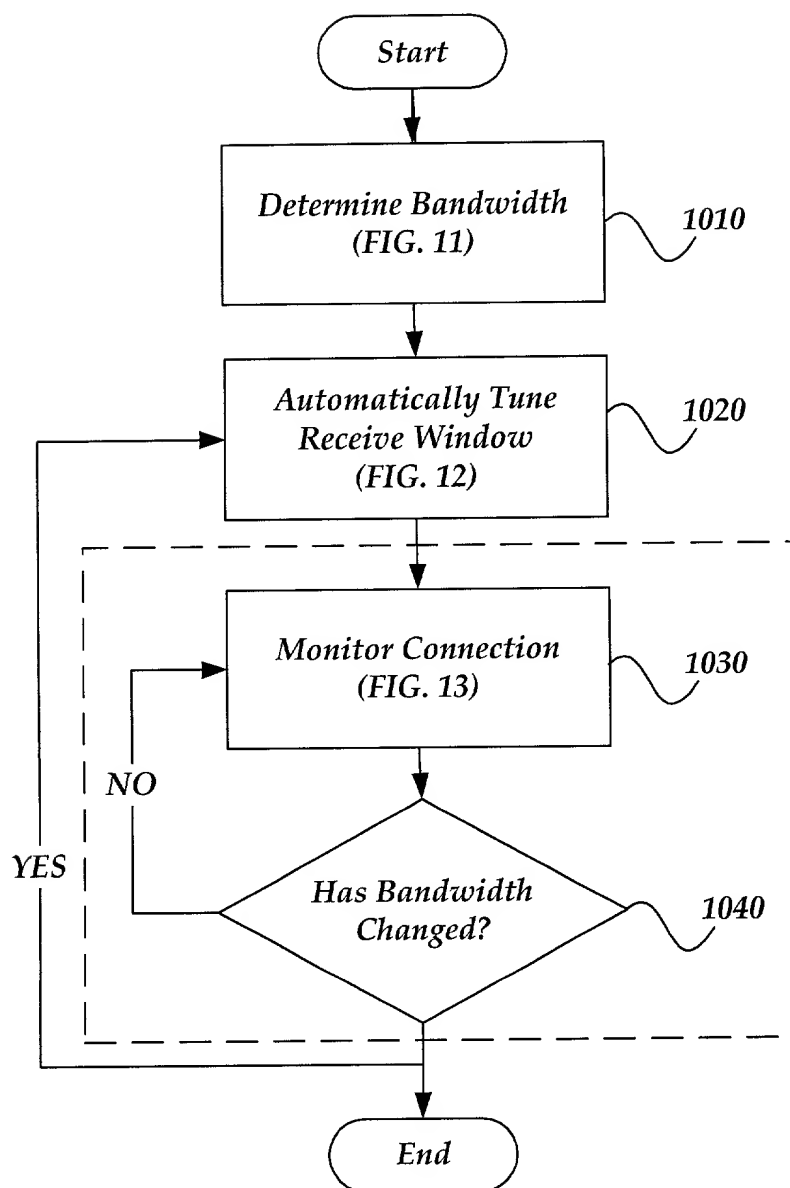 Start
Determine Bandwidth
(FIG. 11)
1010
Automatically Tune
Receive Window
(FIG. 12)
1020
Monitor Connection
(FIG. 13)
1030
NO
YES
Has Bandwidth
Changed?
1040
End